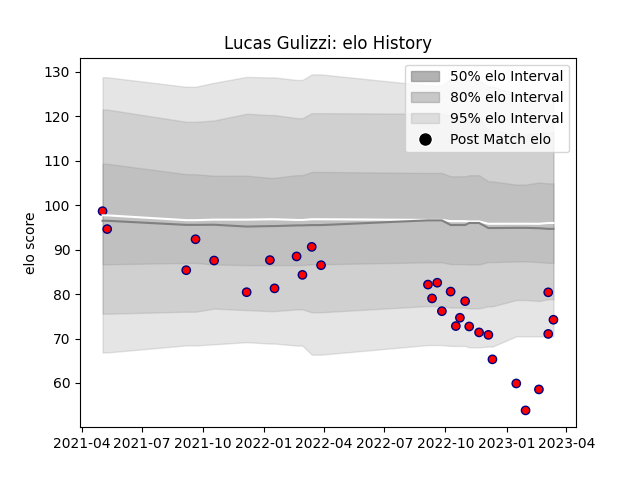 Lucas Gulizzi: elo History
elo score
130
120
110
100
90
80
70
60
50% elo Interval
80% elo Interval
95% elo Interval
Post Match elo
2021-04 2021-07 2021-10 2022-01 2022-04 2022-07 2022-10 2023-01 2023-04